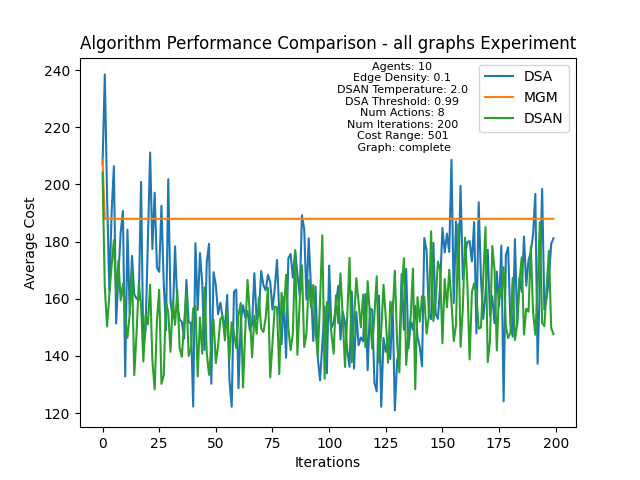 Algorithm Performance Comparison - all graphs Experiment
Agents: 10
Edge Density: 0.1
DSAN Temperature: 2.0
DSA Threshold: 0.99
Num Actions: 8
Num Iterations: 200
Cost Range: 501
Graph: complete
DSA
MGM
DSAN
Average Cost
240
220
200
180
160
140
120
0 25 50 75 100 125 150 175 200
Iterations